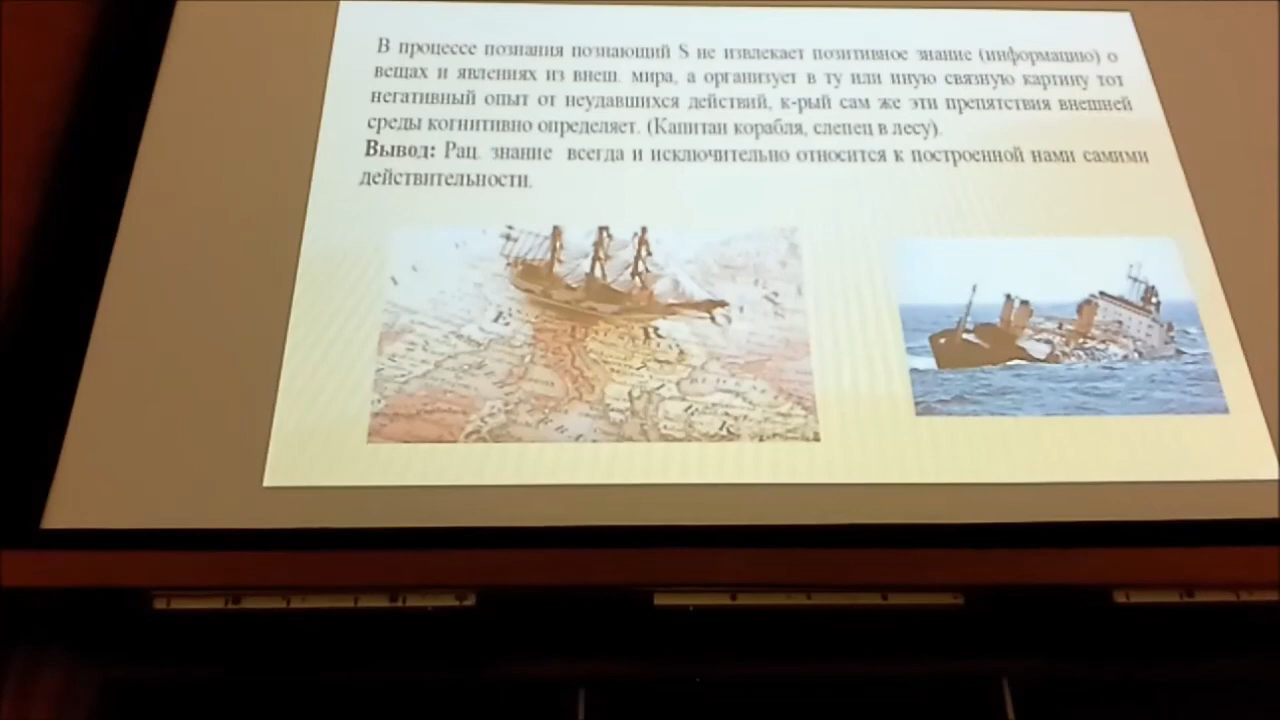 В процессе познания познающий S не извлекает позитивное знание (информацию) о
вещах и явлениях из внеш. мира, а организует в ту или иную связную картину тот
негативный опыт от неудавшихся действий, к-рый сам же эти препятствия внешней
среды когнитивно определяет. (Капитан корабля, слепец в лесу).
Вывод: Рац. знание всегда и исключительно относится к построенной нами самими
действительности.